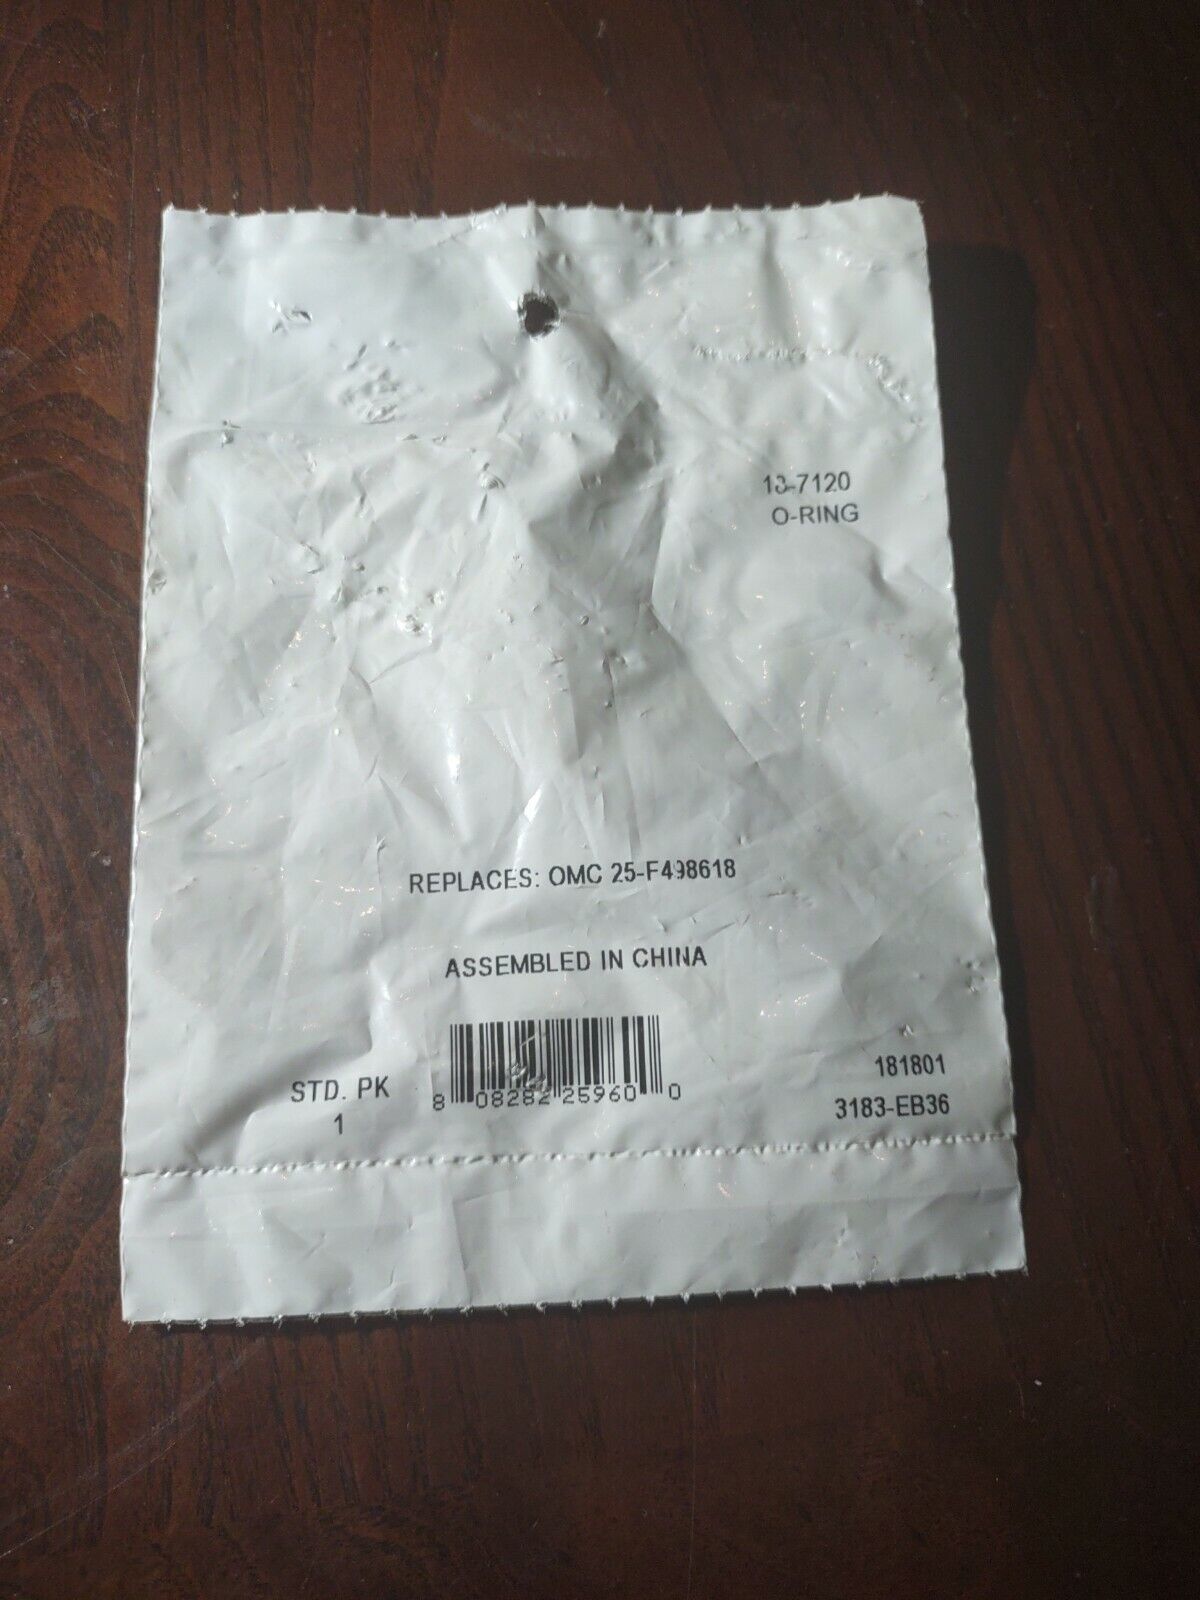 18-7120
O-RING
REPLACES: OMC 25-F498618
ASSEMBLED IN CHINA
STD. PK
1
8 08282 25960 0
181801
3183-EB36